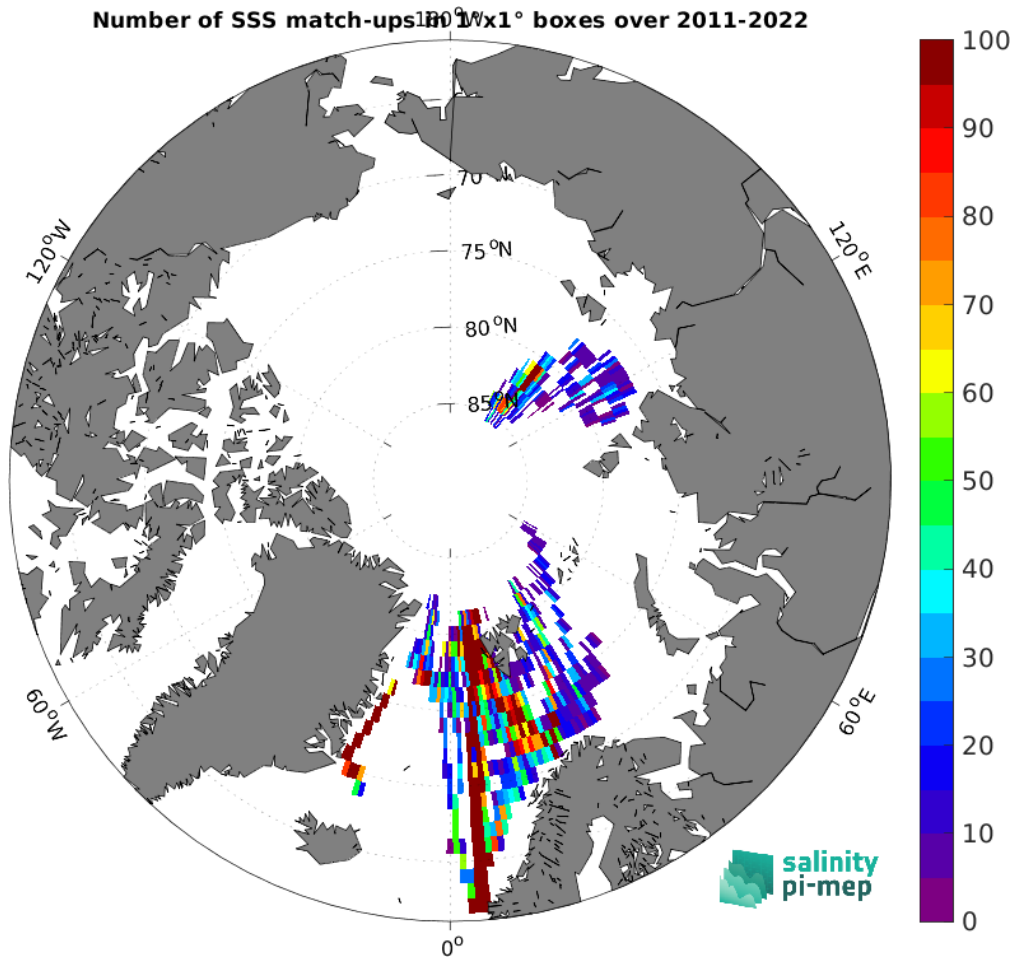 Number of SSS match-ups in 1°x1° boxes over 2011-2022
180°W
100
90
80
70
60
50
40
30
20
10
0
120°W
120°E
70°N
75°N
80°N
85°N
60°W
60°E
0°
salinity
pi-mep